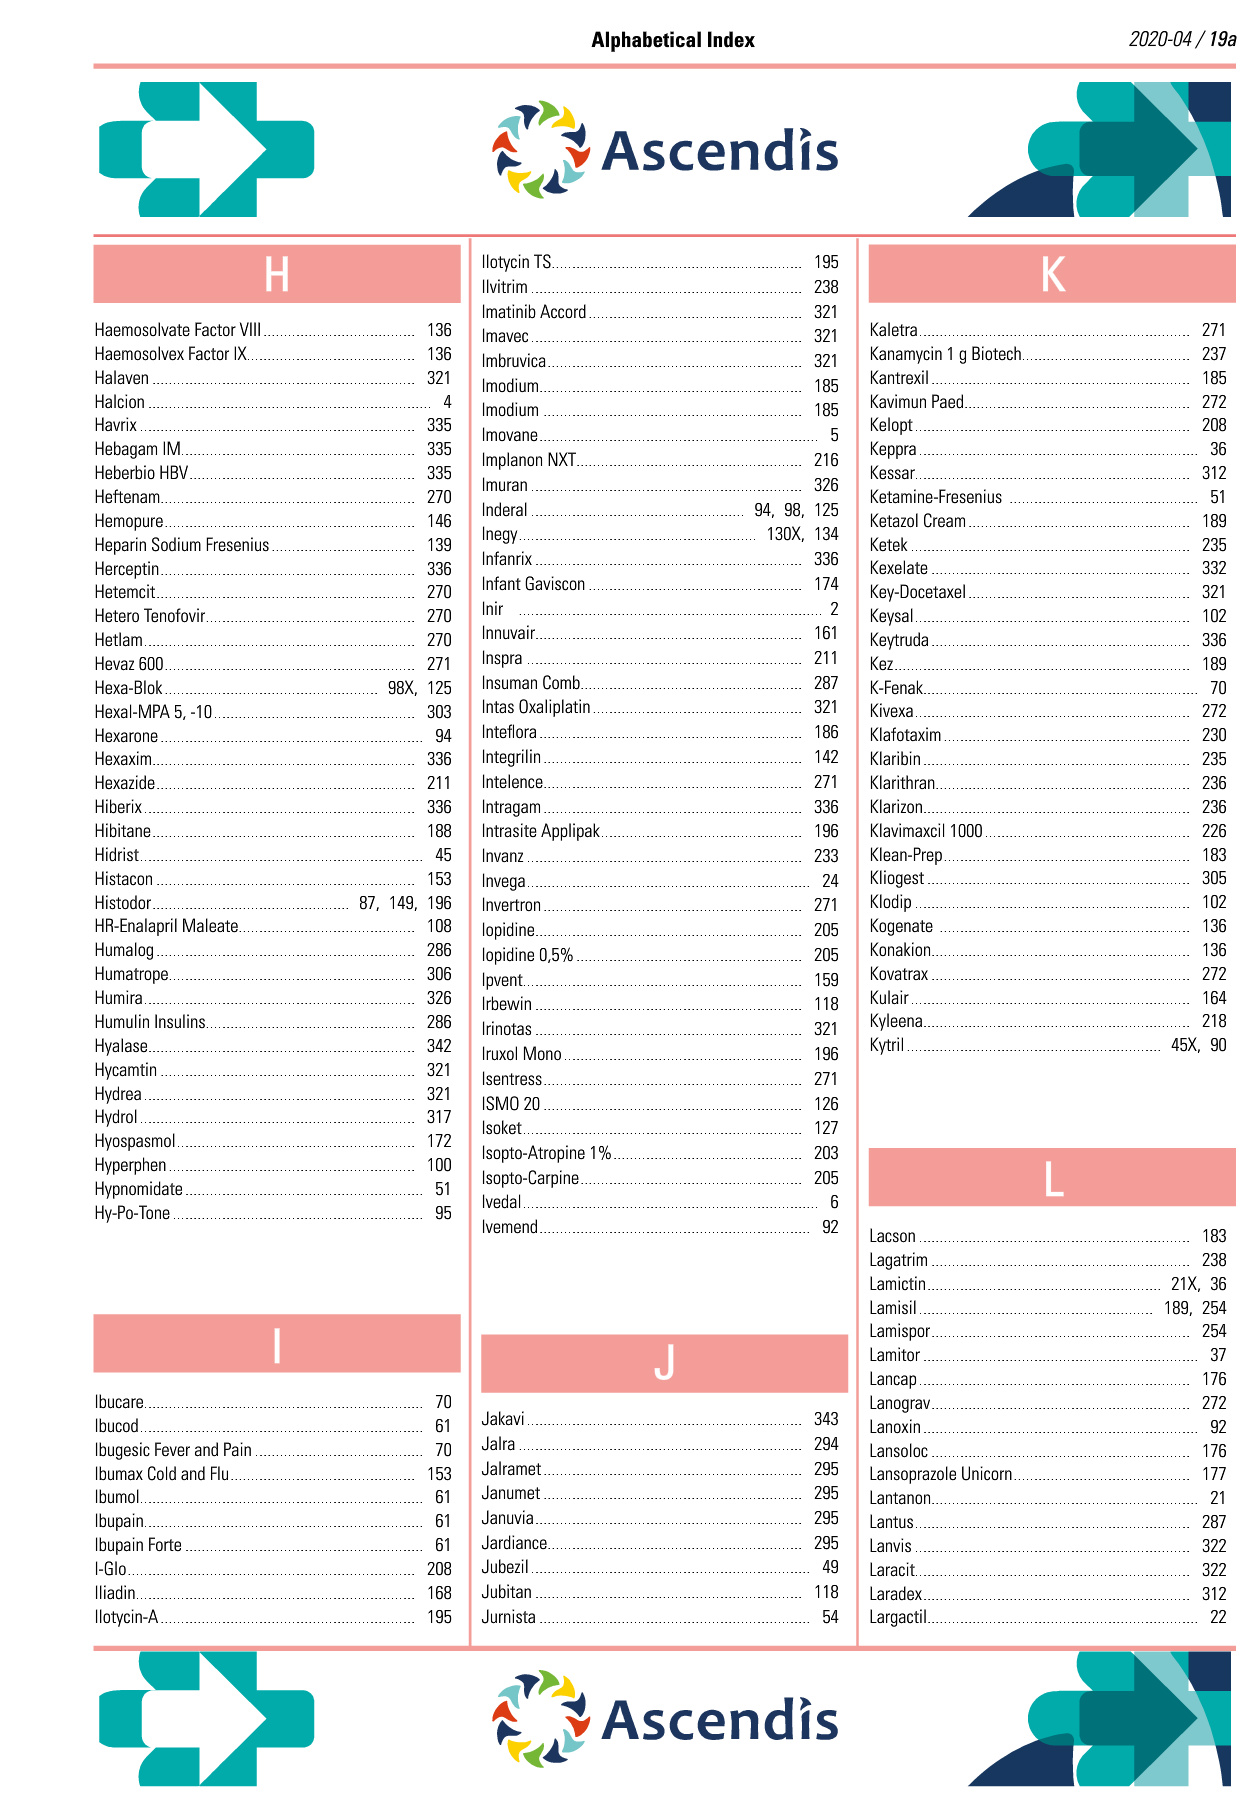 Alphabetical Index
2020-04 / 19a
Ascendis
H
Haemosolvate Factor VIII 136
Haemosolvex Factor IX 136
Halaven 321
Halcion 4
Havrix 335
Hebagam IM 335
Heberbio HBV 335
Heftenam 270
Hemopure 146
Heparin Sodium Fresenius 139
Herceptin 336
Hetemcit 270
Hetero Tenofovir 270
Hetlam 270
Hevaz 600 271
Hexa-Blok 98X, 125
Hexal-MPA 5, -10 303
Hexarone 94
Hexaxim 336
Hexazide 211
Hiberix 336
Hibitane 188
Hidrist 45
Histacon 153
Histodor 87, 149, 196
HR-Enalapril Maleate 108
Humalog 286
Humatrope 306
Humira 326
Humulin Insulins 286
Hyalase 342
Hycamtin 321
Hydrea 321
Hydrol 317
Hyospasmol 172
Hyperphen 100
Hypnomidate 51
Hy-Po-Tone 95
I
Ibucare 70
Ibucod 61
Ibugesic Fever and Pain 70
Ibumax Cold and Flu 153
Ibumol 61
Ibupain 61
Ibupain Forte 61
I-Glo 208
Iliadin 168
Ilotycin-A 195
Ilotycin TS 195
Ilvitrim 238
Imatinib Accord 321
Imavec 321
Imbruvica 321
Imodium 185
Imodium 185
Imovane 5
Implanon NXT 216
Imuran 326
Inderal 94, 98, 125
Inegy 130X, 134
Infanrix 336
Infant Gaviscon 174
Inir 2
Innuvair 161
Inspra 211
Insuman Comb 287
Intas Oxaliplatin 321
Inteflora 186
Integrilin 142
Intelence 271
Intragam 336
Intrasite Applipak 196
Invanz 233
Invega 24
Invertron 271
Iopidine 205
Iopidine 0,5% 205
Ipvent 159
Irbewin 118
Irinotas 321
Iruxol Mono 196
Isentress 271
ISMO 20 126
Isoket 127
Isopto-Atropine 1% 203
Isopto-Carpine 205
Ivedal 6
Ivemend 92
J
Jakavi 343
Jalra 294
Jalramet 295
Janumet 295
Januvia 295
Jardiance 295
Jubezil 49
Jubitan 118
Jurnista 54
K
Kaletra 271
Kanamycin 1 g Biotech 237
Kantrexil 185
Kavimun Paed 272
Kelopt 208
Keppra 36
Kessar 312
Ketamine-Fresenius 51
Ketazol Cream 189
Ketek 235
Kexelate 332
Key-Docetaxel 321
Keysal 102
Keytruda 336
Kez 189
K-Fenak 70
Kivexa 272
Klafotaxim 230
Klaribin 235
Klarithran 236
Klarizon 236
Klavimaxcil 1000 226
Klean-Prep 183
Kliogest 305
Klodip 102
Kogenate 136
Konakion 136
Kovatrax 272
Kulair 164
Kyleena 218
Kytril 45X, 90
L
Lacson 183
Lagatrim 238
Lamictin 21X, 36
Lamisil 189, 254
Lamispor 254
Lamitor 37
Lancap 176
Lanograv 272
Lanoxin 92
Lansoloc 176
Lansoprazole Unicorn 177
Lantanon 21
Lantus 287
Lanvis 322
Laracit 322
Laradex 312
Largactil 22
Ascendis